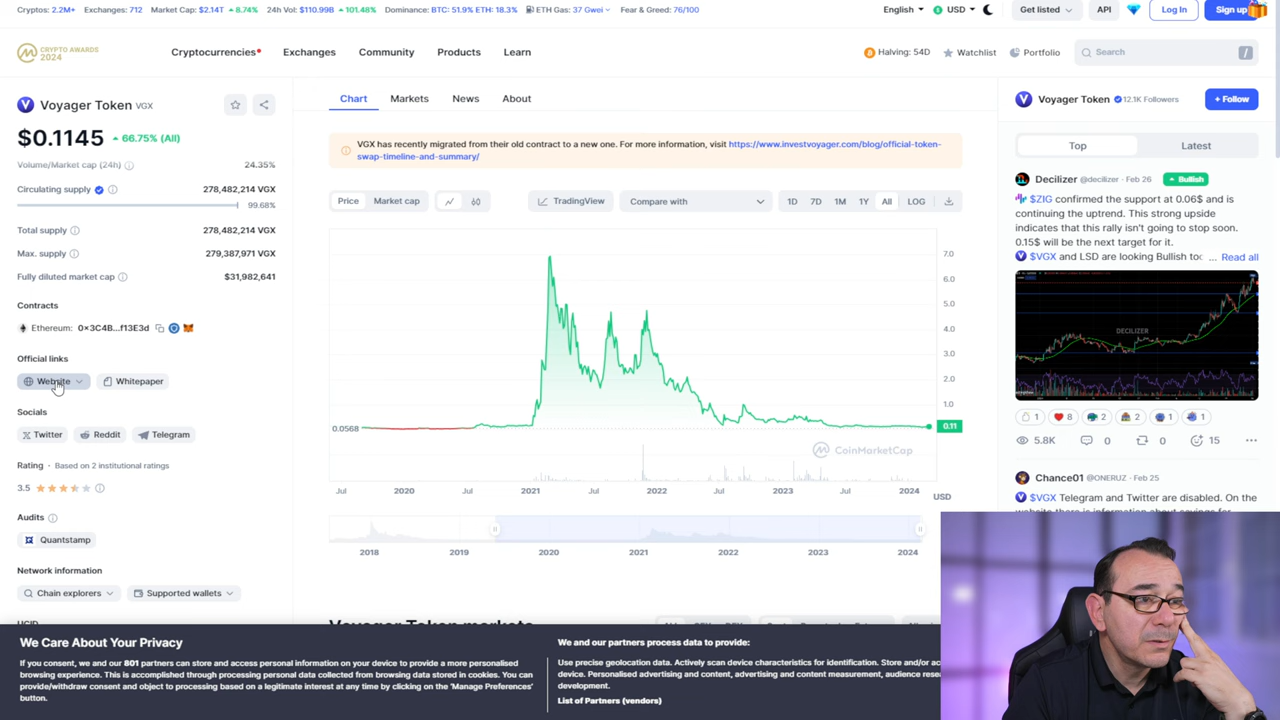 Cryptos: 2.2M+ Exchanges: 712 Market Cap: $2.14T 8.74% 24h Vol: $110.99B 101.48% Dominance: BTC: 51.9% ETH: 18.3% ETH Gas: 37 Gwei Fear & Greed: 76/100
English USD Get listed API Log In Sign up
CRYPTO AWARDS
2024
Cryptocurrencies Exchanges Community Products Learn
Halving: 54D Watchlist Portfolio Search /
Voyager Token VGX
$0.1145 66.75% (All)
Volume/Market cap (24h) 24.35%
Circulating supply 278,482,214 VGX
99.68%
Total supply 278,482,214 VGX
Max. supply 279,387,971 VGX
Fully diluted market cap $31,982,641
Contracts
Ethereum: 0x3C4B...f13E3d
Official links
Website Whitepaper
Socials
Twitter Reddit Telegram
Rating · Based on 2 institutional ratings
3.5
Audits
Quantstamp
Network information
Chain explorers Supported wallets
UCID
Chart Markets News About
VGX has recently migrated from their old contract to a new one. For more information, visit https://www.investvoyager.com/blog/official-token-
swap-timeline-and-summary/
Price Market cap TradingView Compare with 1D 7D 1M 1Y All LOG
7.0
6.0
5.0
4.0
3.0
2.0
1.0
0.0568 0.11
CoinMarketCap
Jul 2020 Jul 2021 Jul 2022 Jul 2023 Jul 2024 USD
2018 2019 2020 2021 2022 2023 2024
Voyager Token markets
Voyager Token 12.1K Followers + Follow
Top Latest
Decilizer @decilizer · Feb 26 Bullish
$ZIG confirmed the support at 0.06$ and is
continuing the uptrend. This strong upside
indicates that this rally isn't going to stop soon.
0.15$ will be the next target for it.
$VGX and LSD are looking Bullish too ... Read all
DECILIZER
1 8 2 2 1 1
5.8K 0 0 15
Chance01 @ONERUZ · Feb 25
$VGX Telegram and Twitter are disabled. On the
We Care About Your Privacy
If you consent, we and our 801 partners can store and access personal information on your device to provide a more personalised
browsing experience. This is accomplished through processing personal data collected from browsing data stored in cookies. You can
provide/withdraw consent and object to processing based on a legitimate interest at any time by clicking on the 'Manage Preferences'
button.
We and our partners process data to provide:
Use precise geolocation data. Actively scan device characteristics for identification. Store and/or ac
device. Personalised advertising and content, advertising and content measurement, audience rese
development.
List of Partners (vendors)